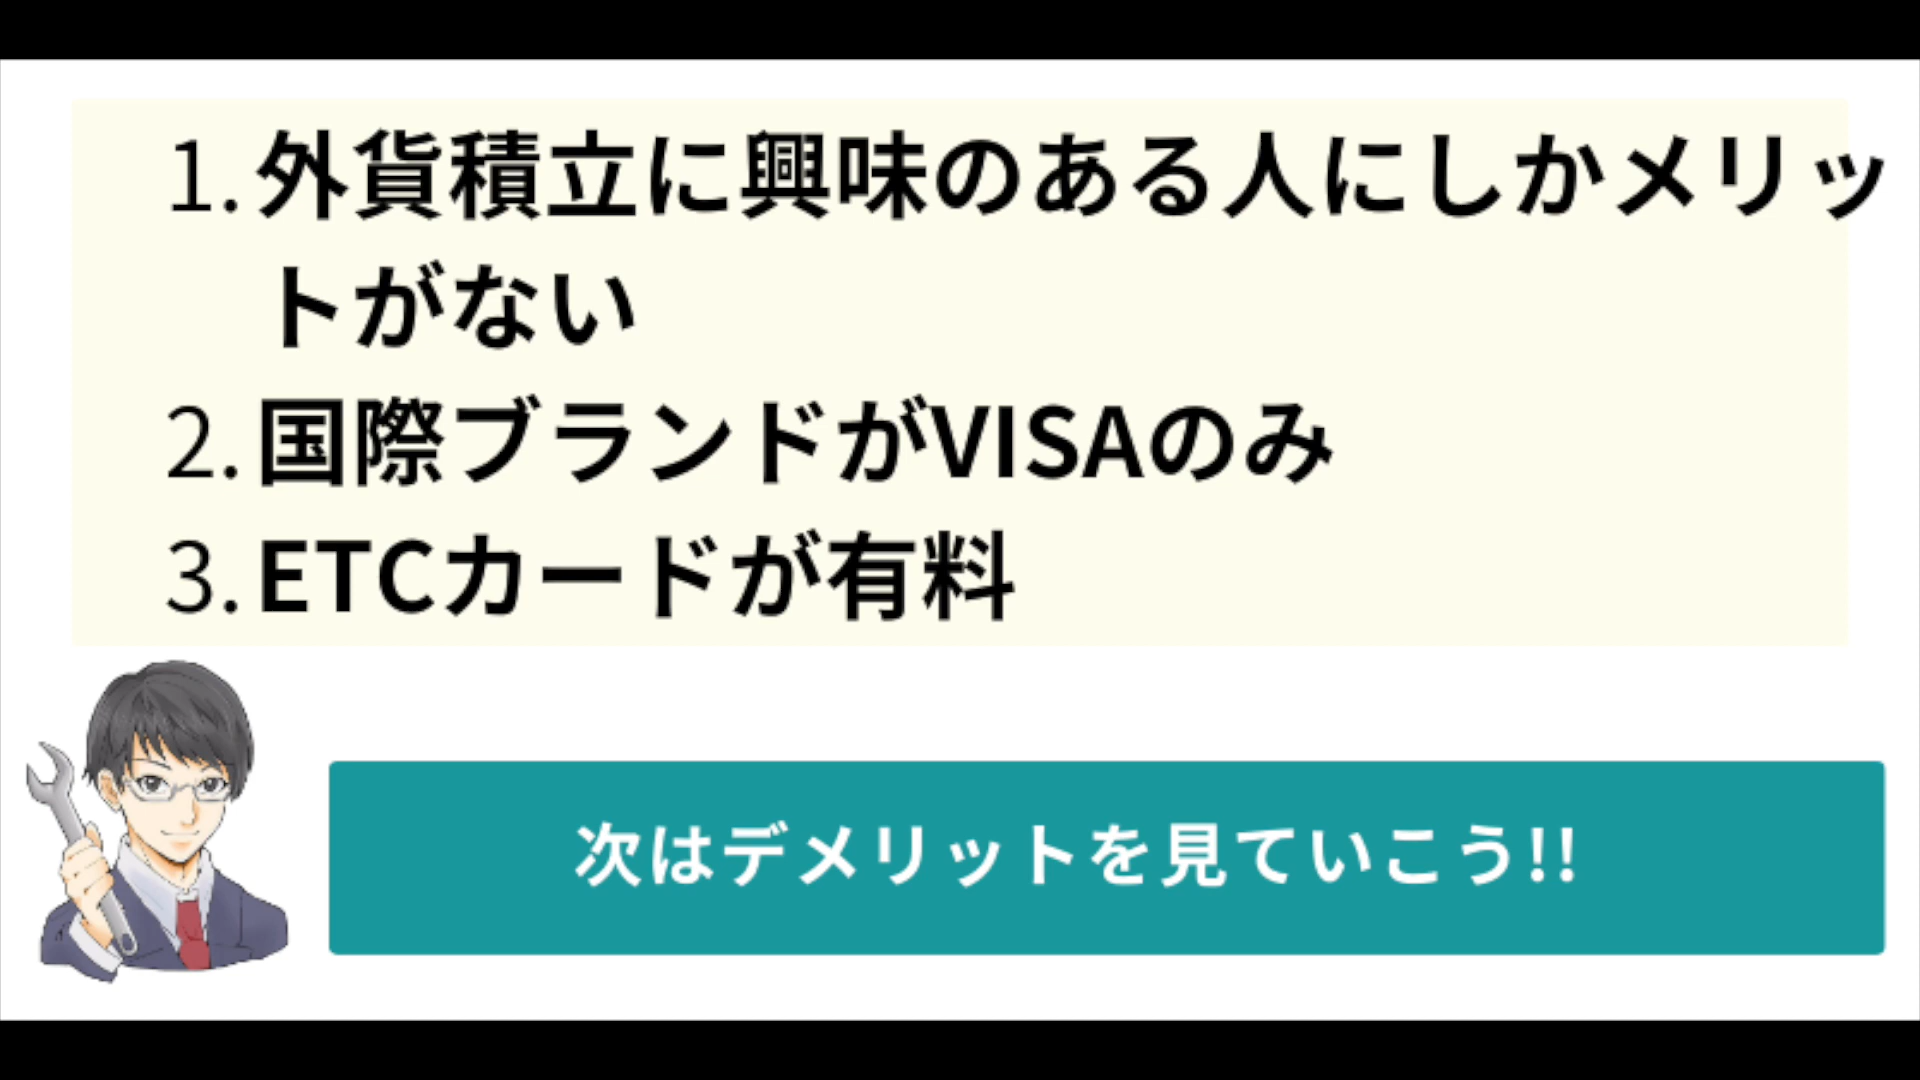 1. 外貨積立に興味のある人にしかメリッ
トがない
2. 国際ブランドがVISAのみ
3. ETCカードが有料
次はデメリットを見ていこう!!